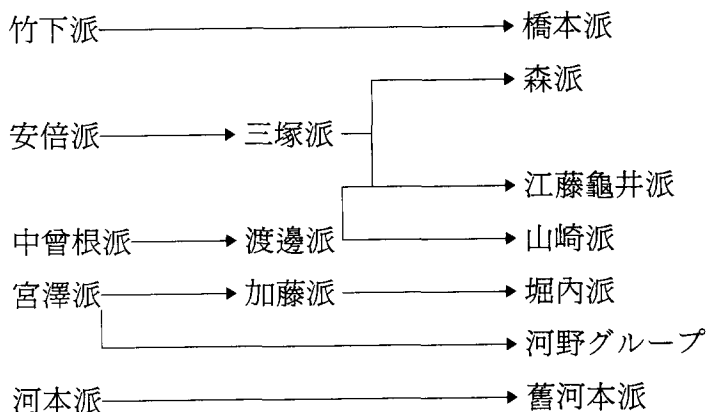 竹下派 橋本派
森派
安倍派 三塚派
江藤龜井派
中曾根派 渡邊派 山崎派
宮澤派 加藤派 堀内派
河野グループ
河本派 舊河本派